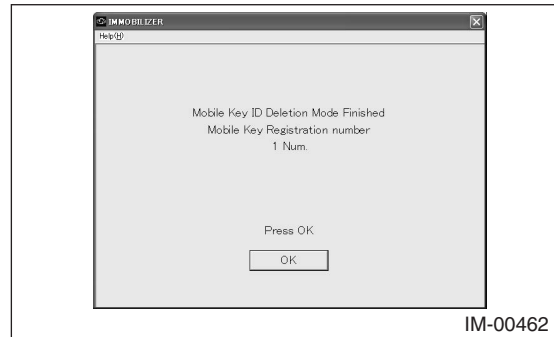 IMMOBILIZER
Help(H)
Mobile Key ID Deletion Mode Finished
Mobile Key Registration number
1 Num.
Press OK
OK
IM-00462